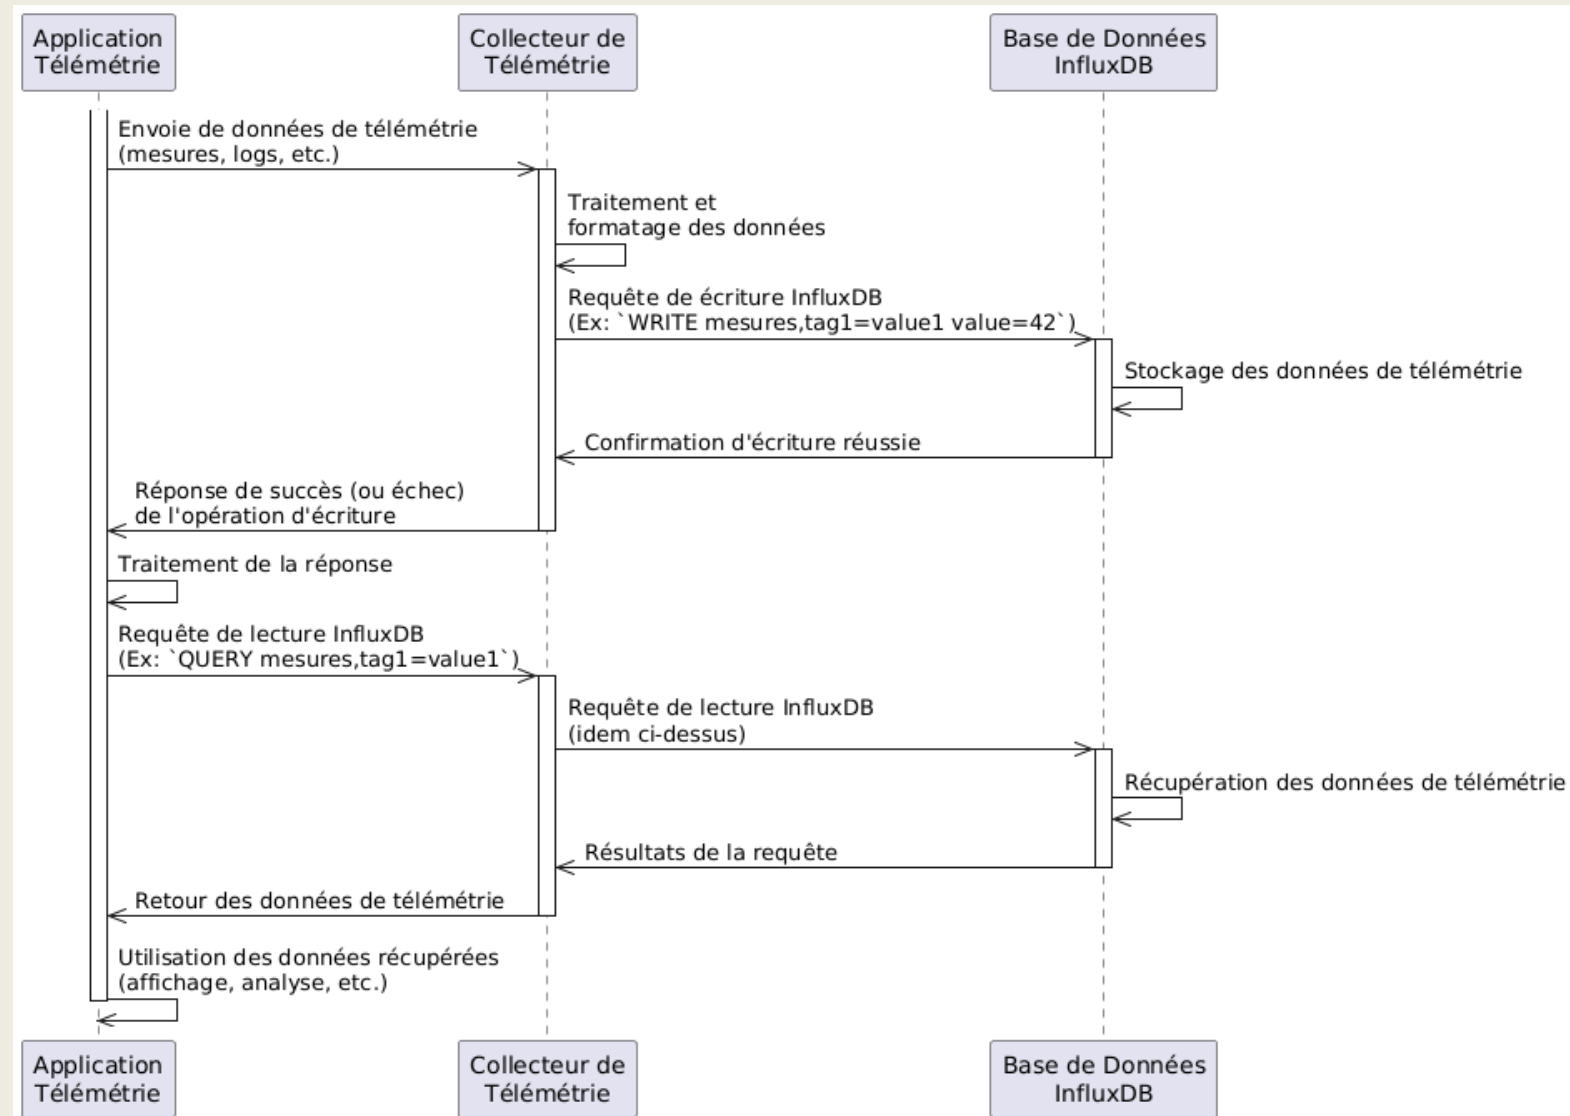 Application
Télémétrie
Collecteur de
Télémétrie
Base de Données
InfluxDB
Envoie de données de télémétrie
(mesures, logs, etc.)
Traitement et
formatage des données
Requête de écriture InfluxDB
(Ex: `WRITE mesures,tag1=value1 value=42`)
Stockage des données de télémétrie
Confirmation d'écriture réussie
Réponse de succès (ou échec)
de l'opération d'écriture
Traitement de la réponse
Requête de lecture InfluxDB
(Ex: `QUERY mesures,tag1=value1`)
Requête de lecture InfluxDB
(idem ci-dessus)
Récupération des données de télémétrie
Résultats de la requête
Retour des données de télémétrie
Utilisation des données récupérées
(affichage, analyse, etc.)
Application
Télémétrie
Collecteur de
Télémétrie
Base de Données
InfluxDB